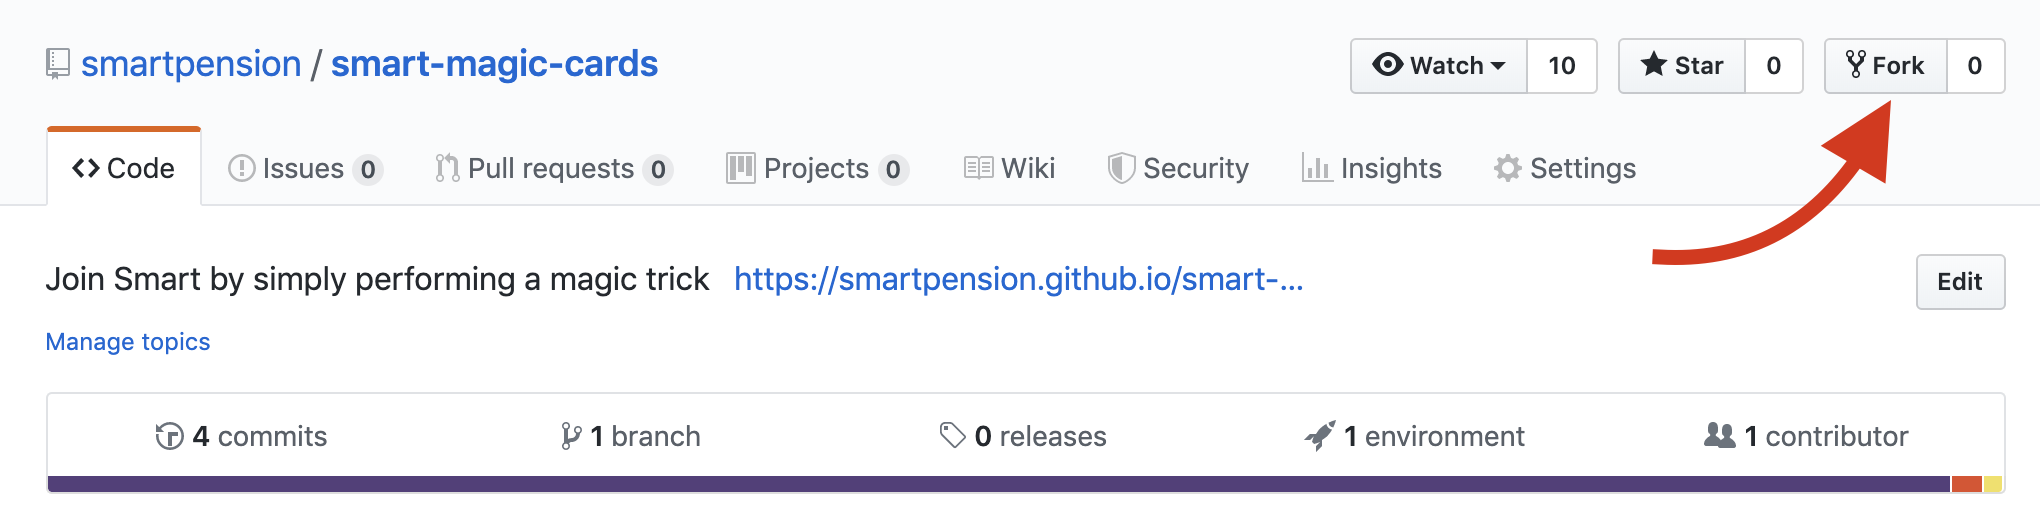 smartpension / smart-magic-cards
Watch 10 Star 0 Fork 0
Code Issues 0 Pull requests 0 Projects 0 Wiki Security Insights Settings
Join Smart by simply performing a magic trick https://smartpension.github.io/smart-...
Edit
Manage topics
4 commits 1 branch 0 releases 1 environment 1 contributor